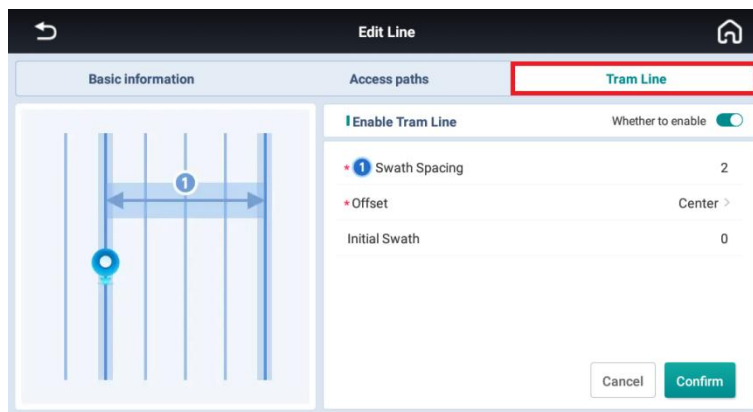 Edit Line
Basic information
Access paths
Tram Line
Enable Tram Line
Whether to enable
1
* 1 Swath Spacing 2
* Offset Center >
Initial Swath 0
Cancel
Confirm